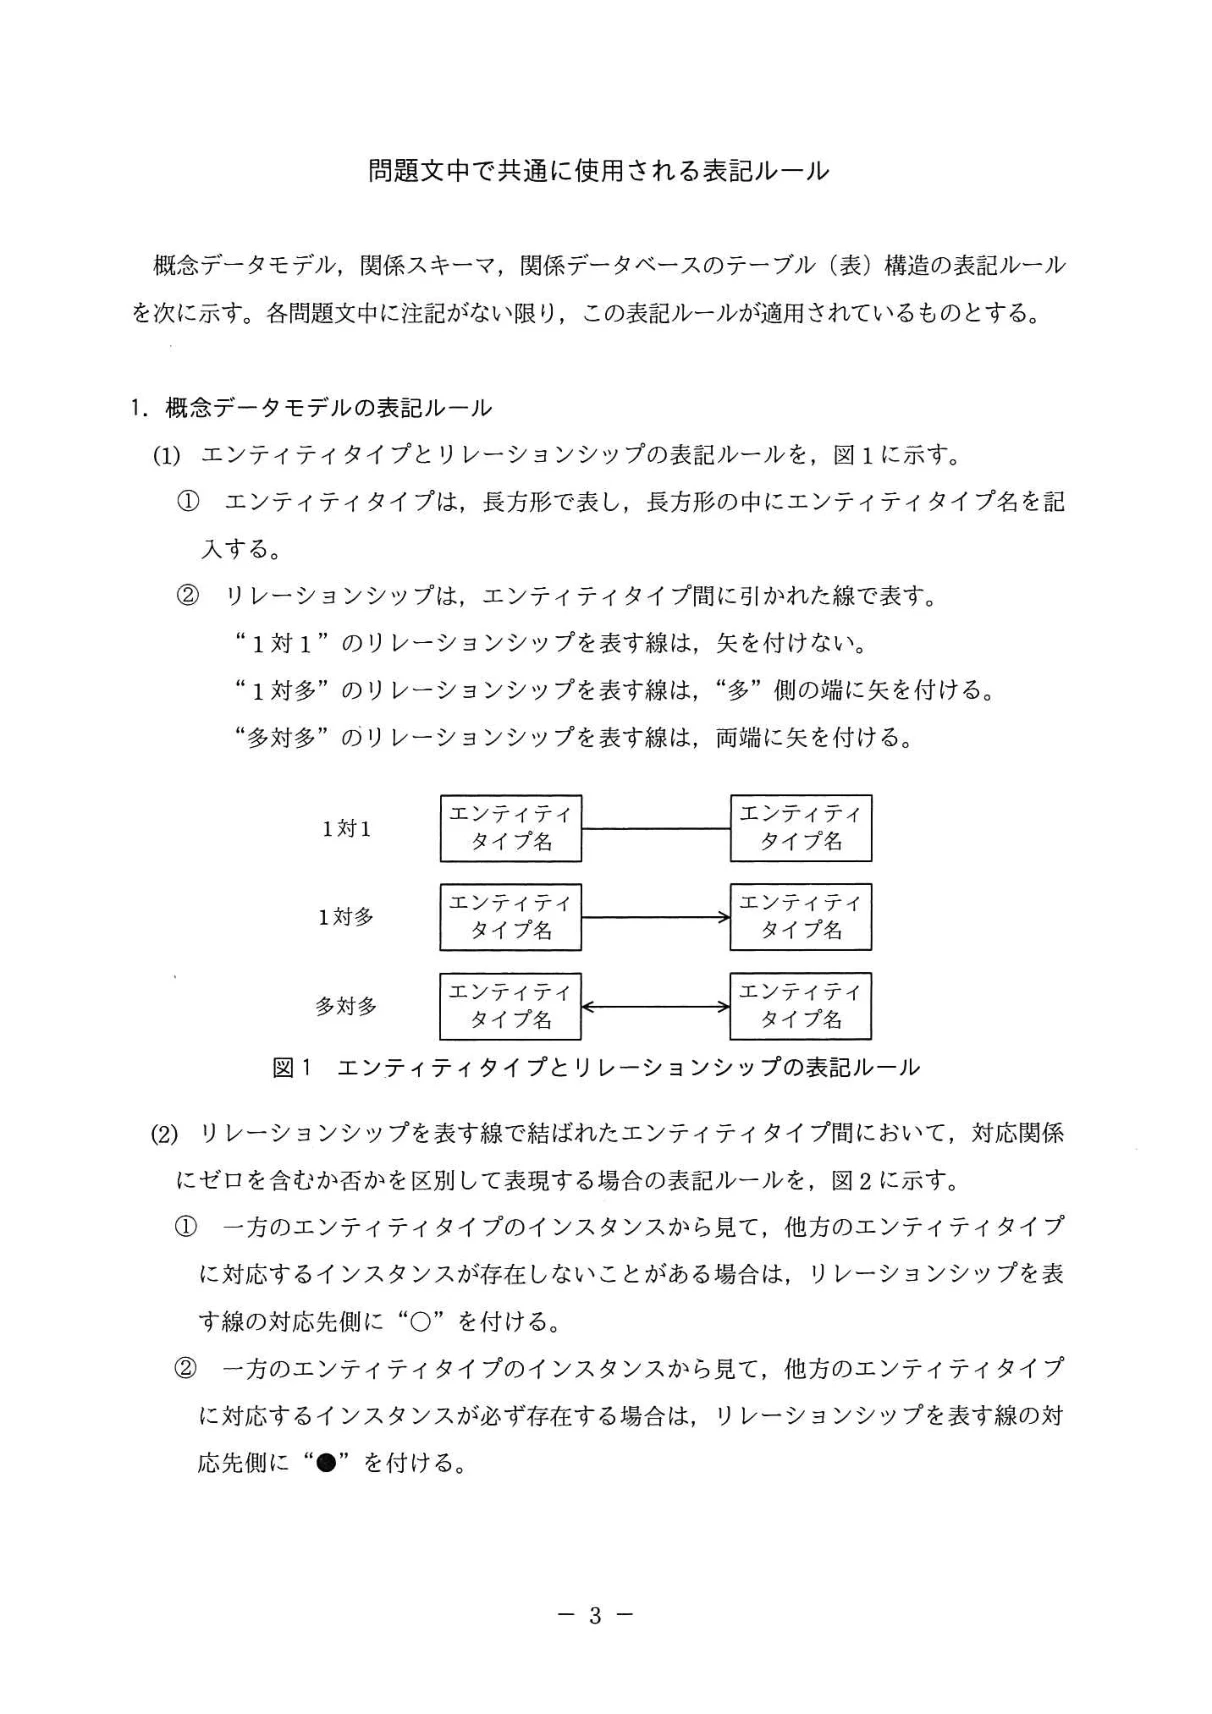 問題文中で共通に使用される表記ルール
概念データモデル，関係スキーマ，関係データベースのテーブル（表）構造の表記ルール
を次に示す。各問題文中に注記がない限り，この表記ルールが適用されているものとする。
1．概念データモデルの表記ルール
(1) エンティティタイプとリレーションシップの表記ルールを，図1に示す。
① エンティティタイプは，長方形で表し，長方形の中にエンティティタイプ名を記
入する。
② リレーションシップは，エンティティタイプ間に引かれた線で表す。
“1対1”のリレーションシップを表す線は，矢を付けない。
“1対多”のリレーションシップを表す線は，“多”側の端に矢を付ける。
“多対多”のリレーションシップを表す線は，両端に矢を付ける。
1対1
エンティティ
タイプ名
エンティティ
タイプ名
1対多
エンティティ
タイプ名
エンティティ
タイプ名
多対多
エンティティ
タイプ名
エンティティ
タイプ名
図1 エンティティタイプとリレーションシップの表記ルール
(2) リレーションシップを表す線で結ばれたエンティティタイプ間において，対応関係
にゼロを含むか否かを区別して表現する場合の表記ルールを，図2に示す。
① 一方のエンティティタイプのインスタンスから見て，他方のエンティティタイプ
に対応するインスタンスが存在しないことがある場合は，リレーションシップを表
す線の対応先側に“○”を付ける。
② 一方のエンティティタイプのインスタンスから見て，他方のエンティティタイプ
に対応するインスタンスが必ず存在する場合は，リレーションシップを表す線の対
応先側に“●”を付ける。
－ 3 －